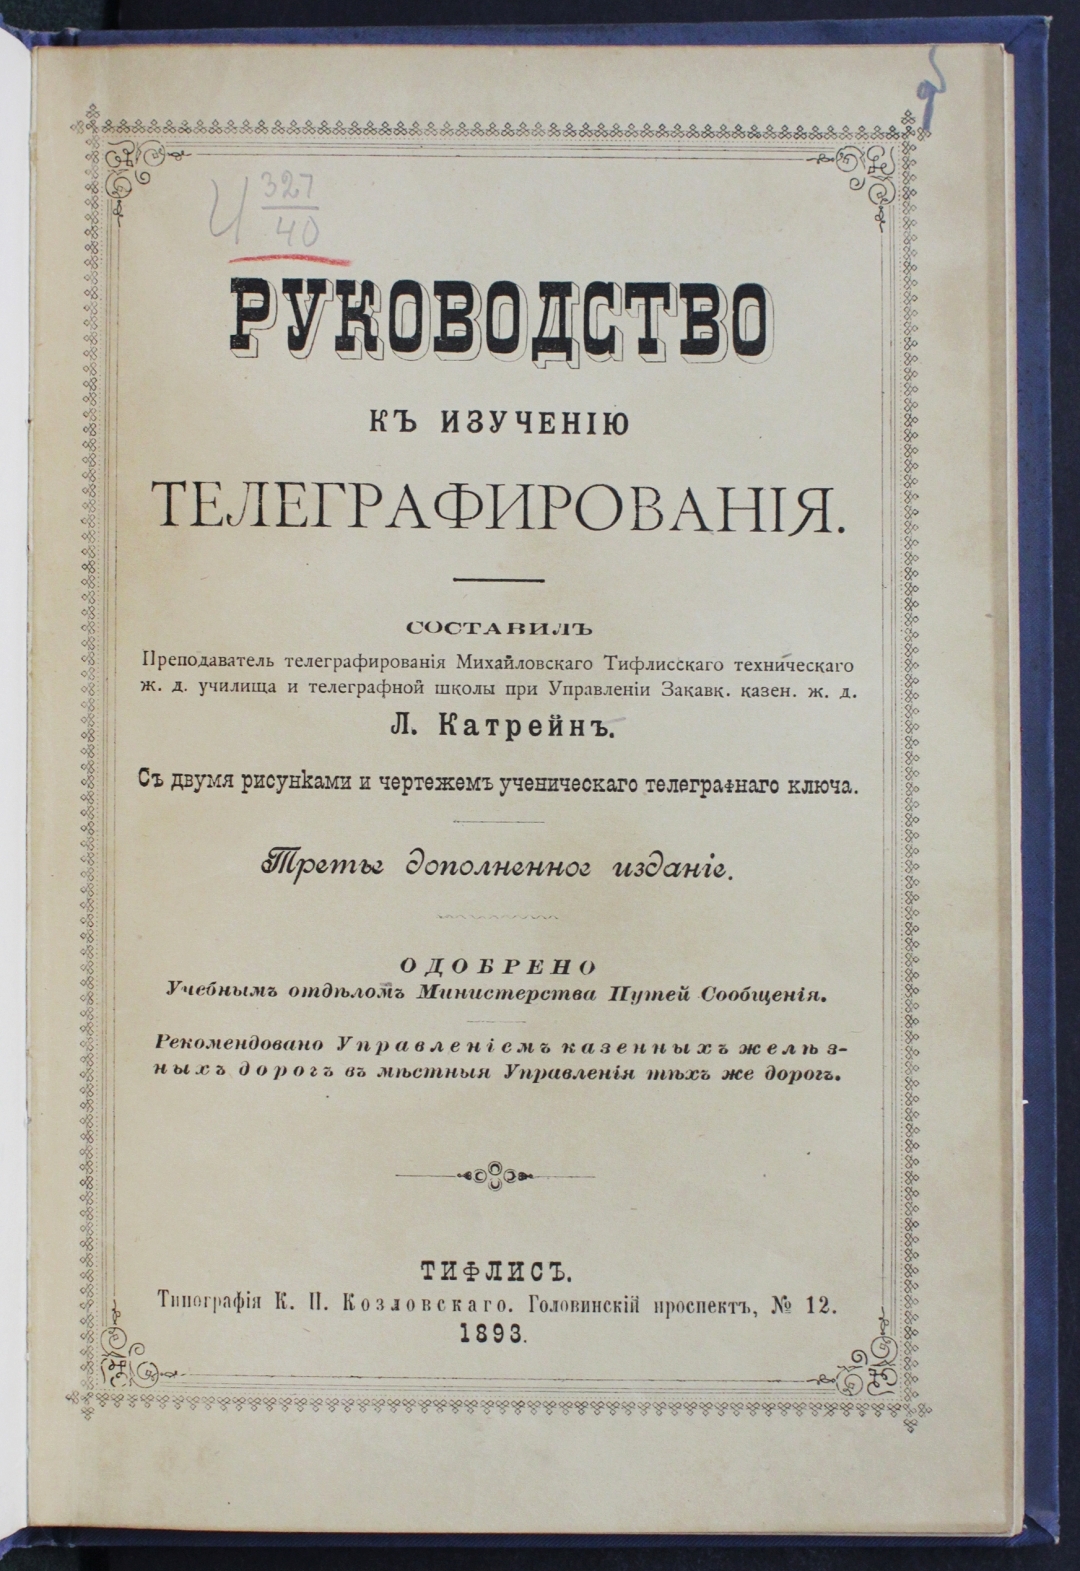 И 327
40
РУКОВОДСТВО
КЪ ИЗУЧЕНІЮ
ТЕЛЕГРАФИРОВАНІЯ.
СОСТАВИЛЪ
Преподаватель телеграфированія Михайловскаго Тифлисскаго техническаго
ж. д. училища и телеграфной школы при Управленіи Закавк. казен. ж. д.
Л. Катрейнъ.
Съ двумя рисунками и чертежемъ ученическаго телеграфнаго ключа.
Третье дополненное изданіе.
ОДОБРЕНО
Учебнымъ отдѣломъ Министерства Путей Сообщенія.
Рекомендовано Управленіемъ казенныхъ желѣз-
ныхъ дорогъ въ мѣстныя Управленія тѣхъ же дорогъ.
ТИФЛИСЪ.
Типографія К. П. Козловскаго. Головинскій проспектъ, № 12.
1893.